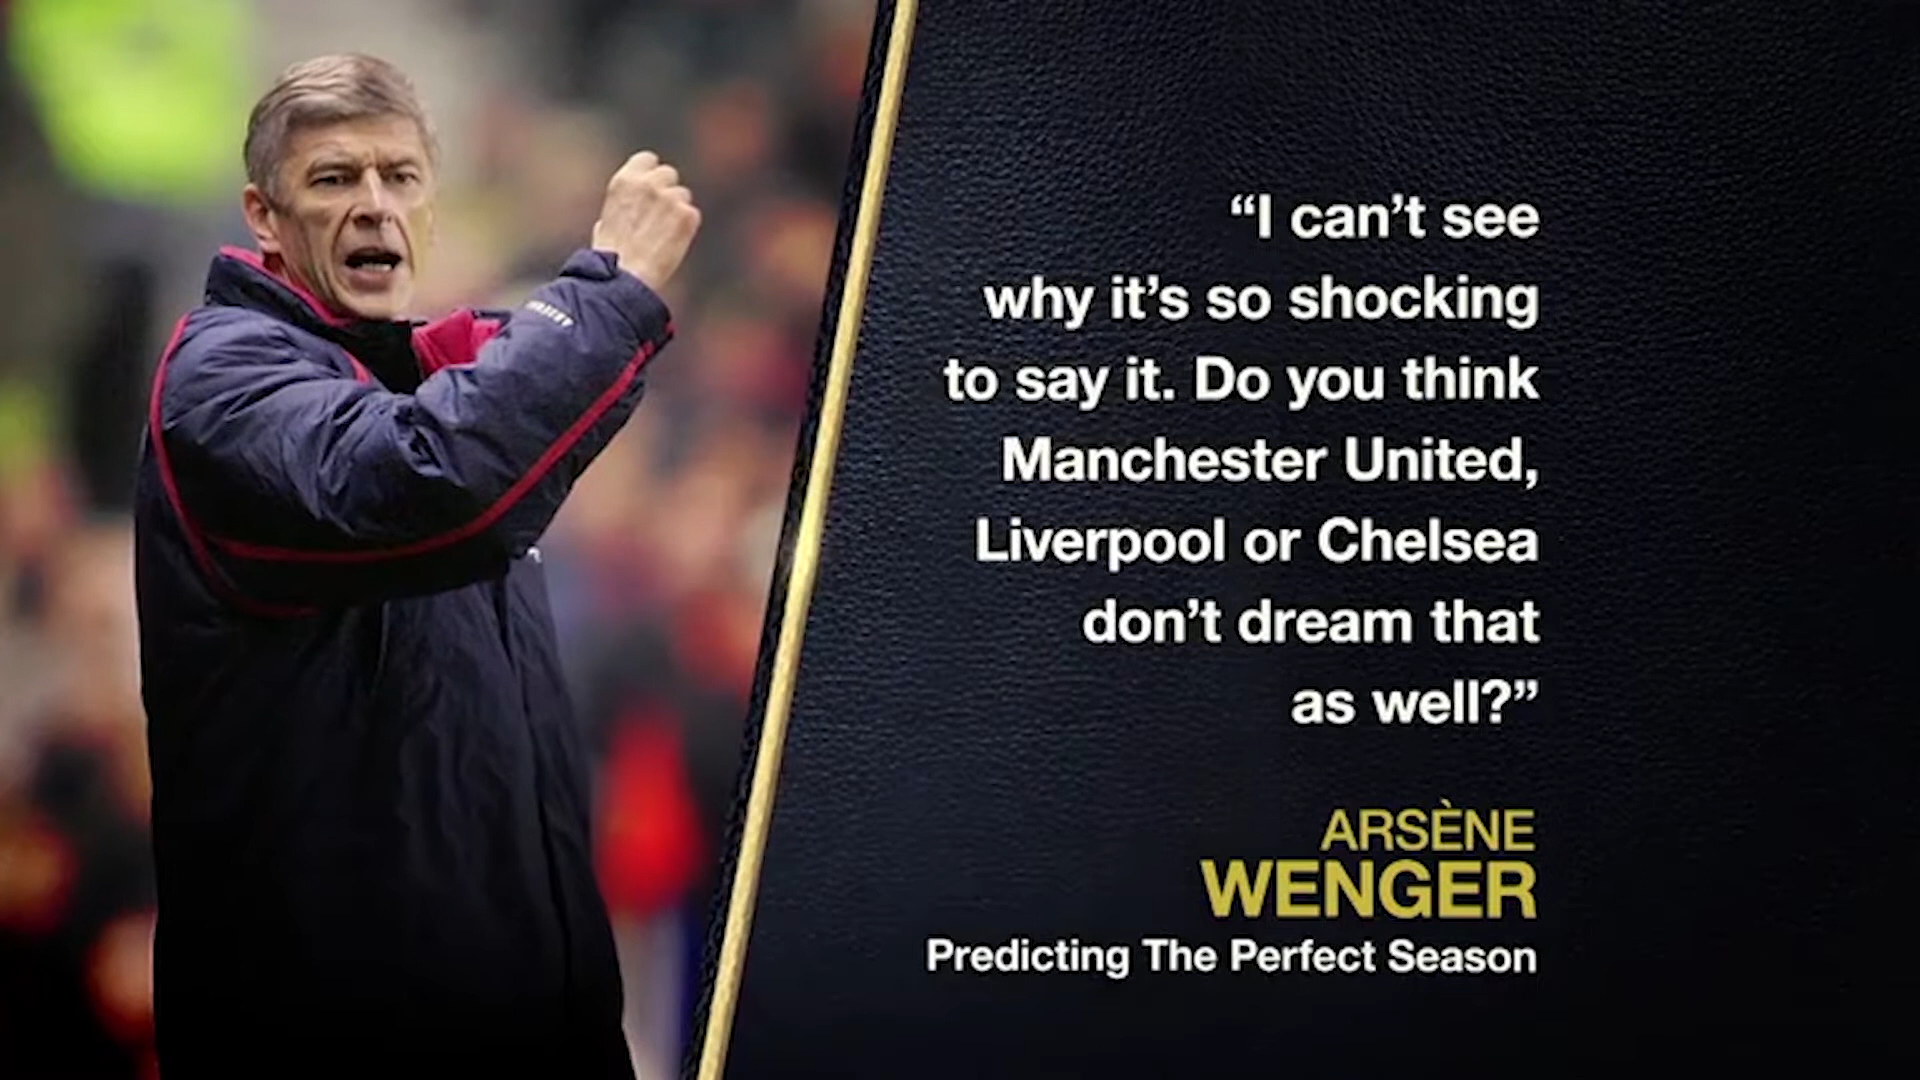 “I can’t see
why it’s so shocking
to say it. Do you think
Manchester United,
Liverpool or Chelsea
don’t dream that
as well?”
ARSÈNE
WENGER
Predicting The Perfect Season